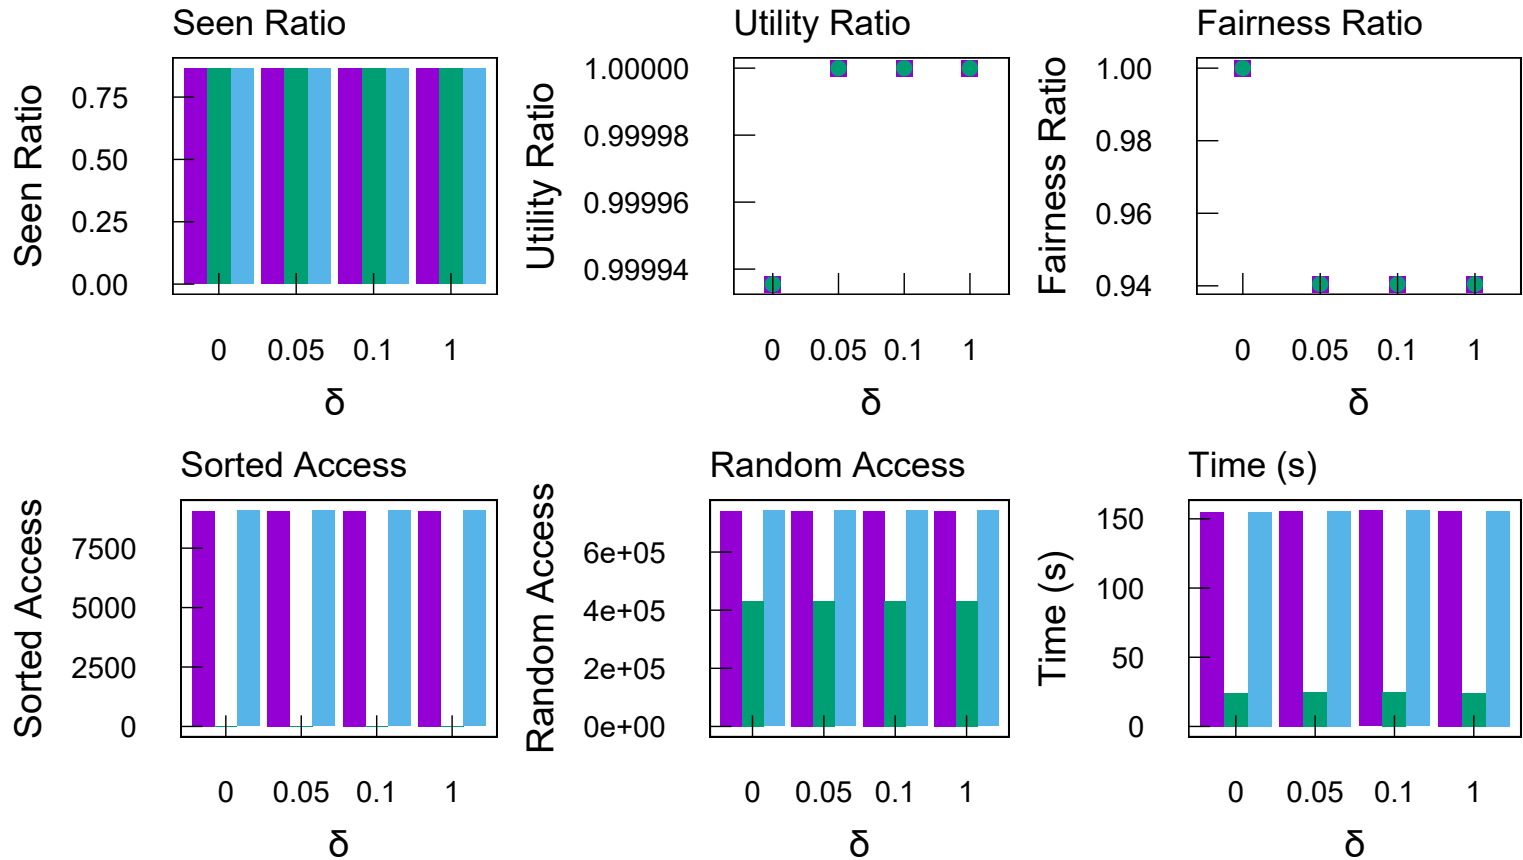 Seen Ratio
Seen Ratio
0.75
0.50
0.25
0.00
0 0.05 0.1 1
δ
Utility Ratio
Utility Ratio
1.00000
0.99998
0.99996
0.99994
0 0.05 0.1 1
δ
Fairness Ratio
Fairness Ratio
1.00
0.98
0.96
0.94
0 0.05 0.1 1
δ
Sorted Access
Sorted Access
7500
5000
2500
0
0 0.05 0.1 1
δ
Random Access
Random Access
6e+05
4e+05
2e+05
0e+00
0 0.05 0.1 1
δ
Time (s)
Time (s)
150
100
50
0
0 0.05 0.1 1
δ